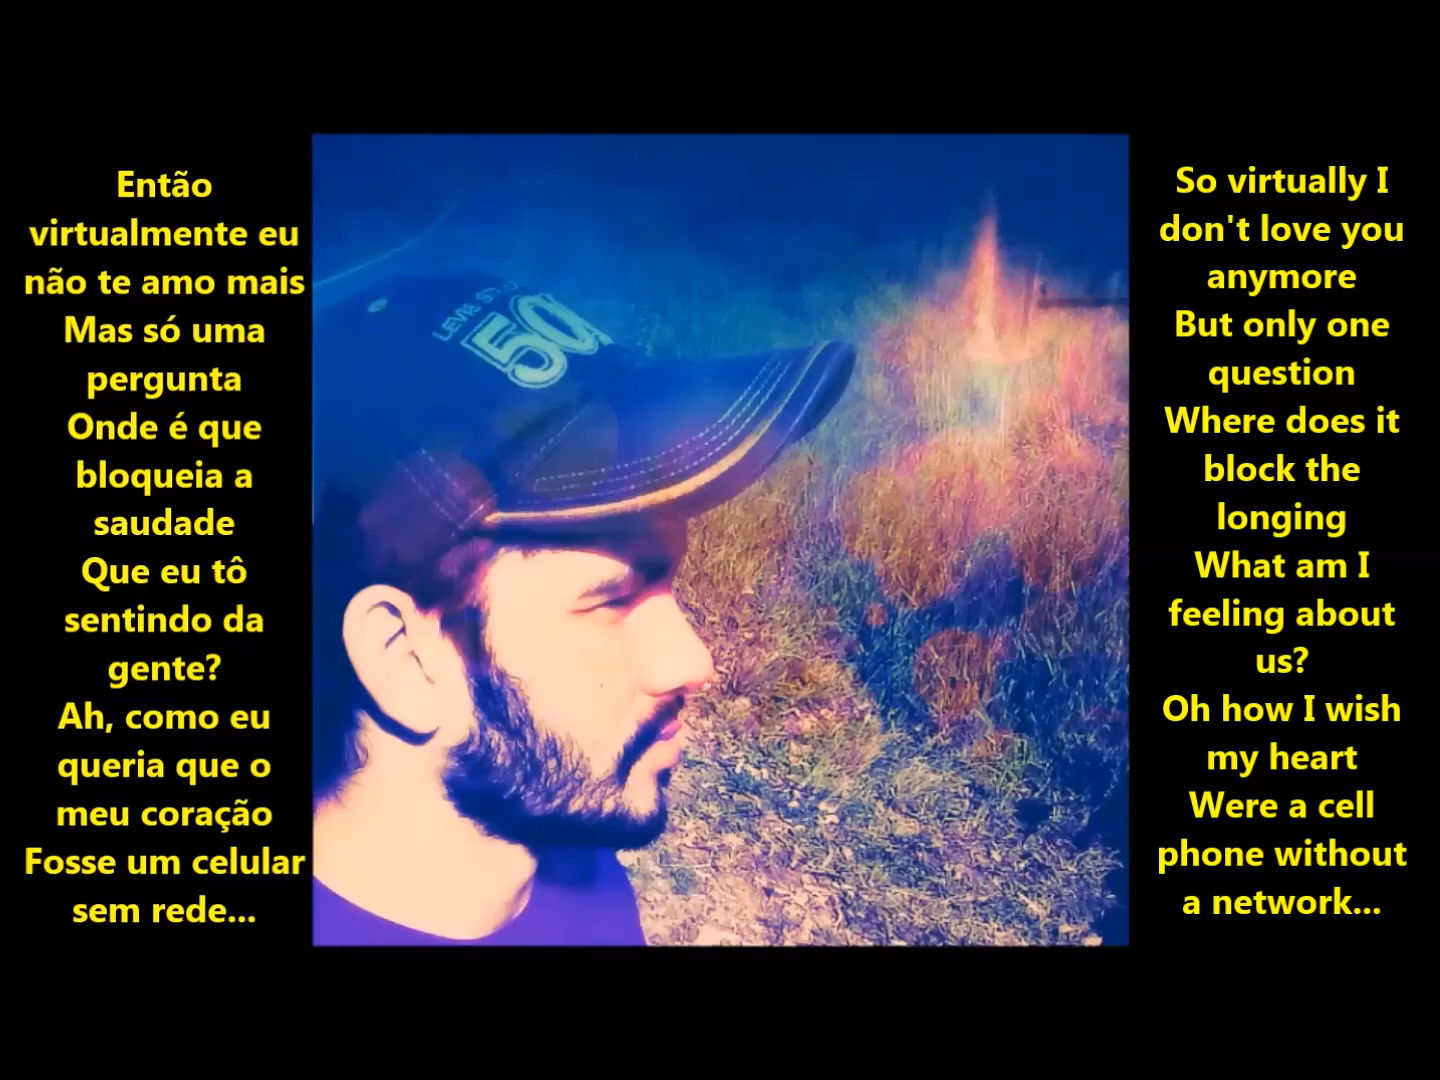 Então
virtualmente eu
não te amo mais
Mas só uma
pergunta
Onde é que
bloqueia a
saudade
Que eu tô
sentindo da
gente?
Ah, como eu
queria que o
meu coração
Fosse um celular
sem rede...
LEVIS
50
So virtually I
don't love you
anymore
But only one
question
Where does it
block the
longing
What am I
feeling about
us?
Oh how I wish
my heart
Were a cell
phone without
a network...